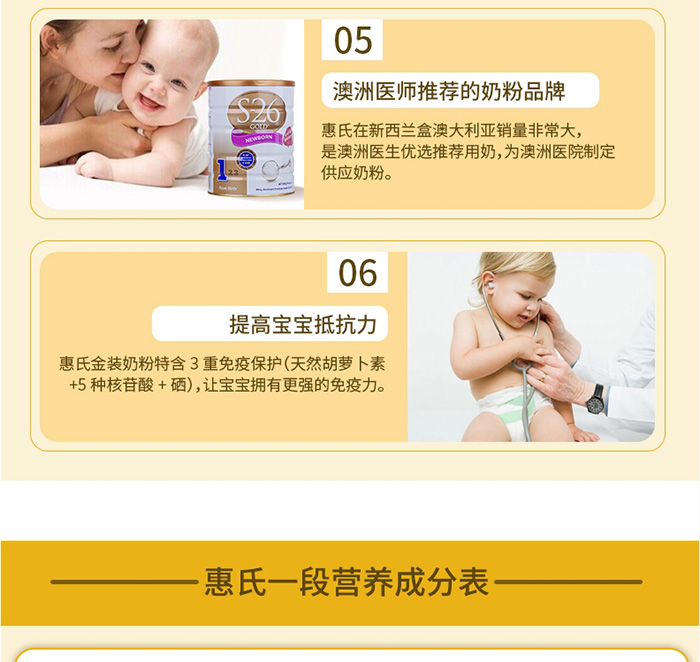 05
澳洲医师推荐的奶粉品牌
惠氏在新西兰盒澳大利亚销量非常大，
是澳洲医生优选推荐用奶，为澳洲医院制定
供应奶粉。
S26
GOLD
NEWBORN
1 2 3
06
提高宝宝抵抗力
惠氏金装奶粉特含 3 重免疫保护（天然胡萝卜素
+5 种核苷酸 + 硒），让宝宝拥有更强的免疫力。
惠氏一段营养成分表